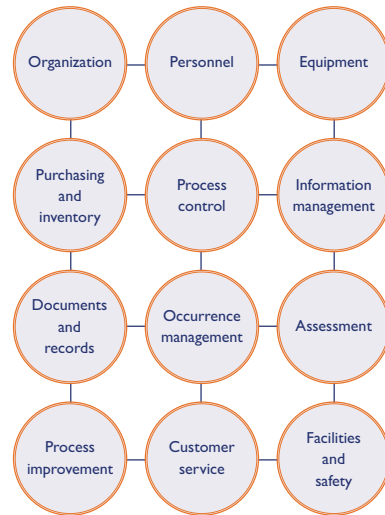 Organization
Personnel
Equipment
Purchasing
and
inventory
Process
control
Information
management
Documents
and
records
Occurrence
management
Assessment
Process
improvement
Customer
service
Facilities
and
safety